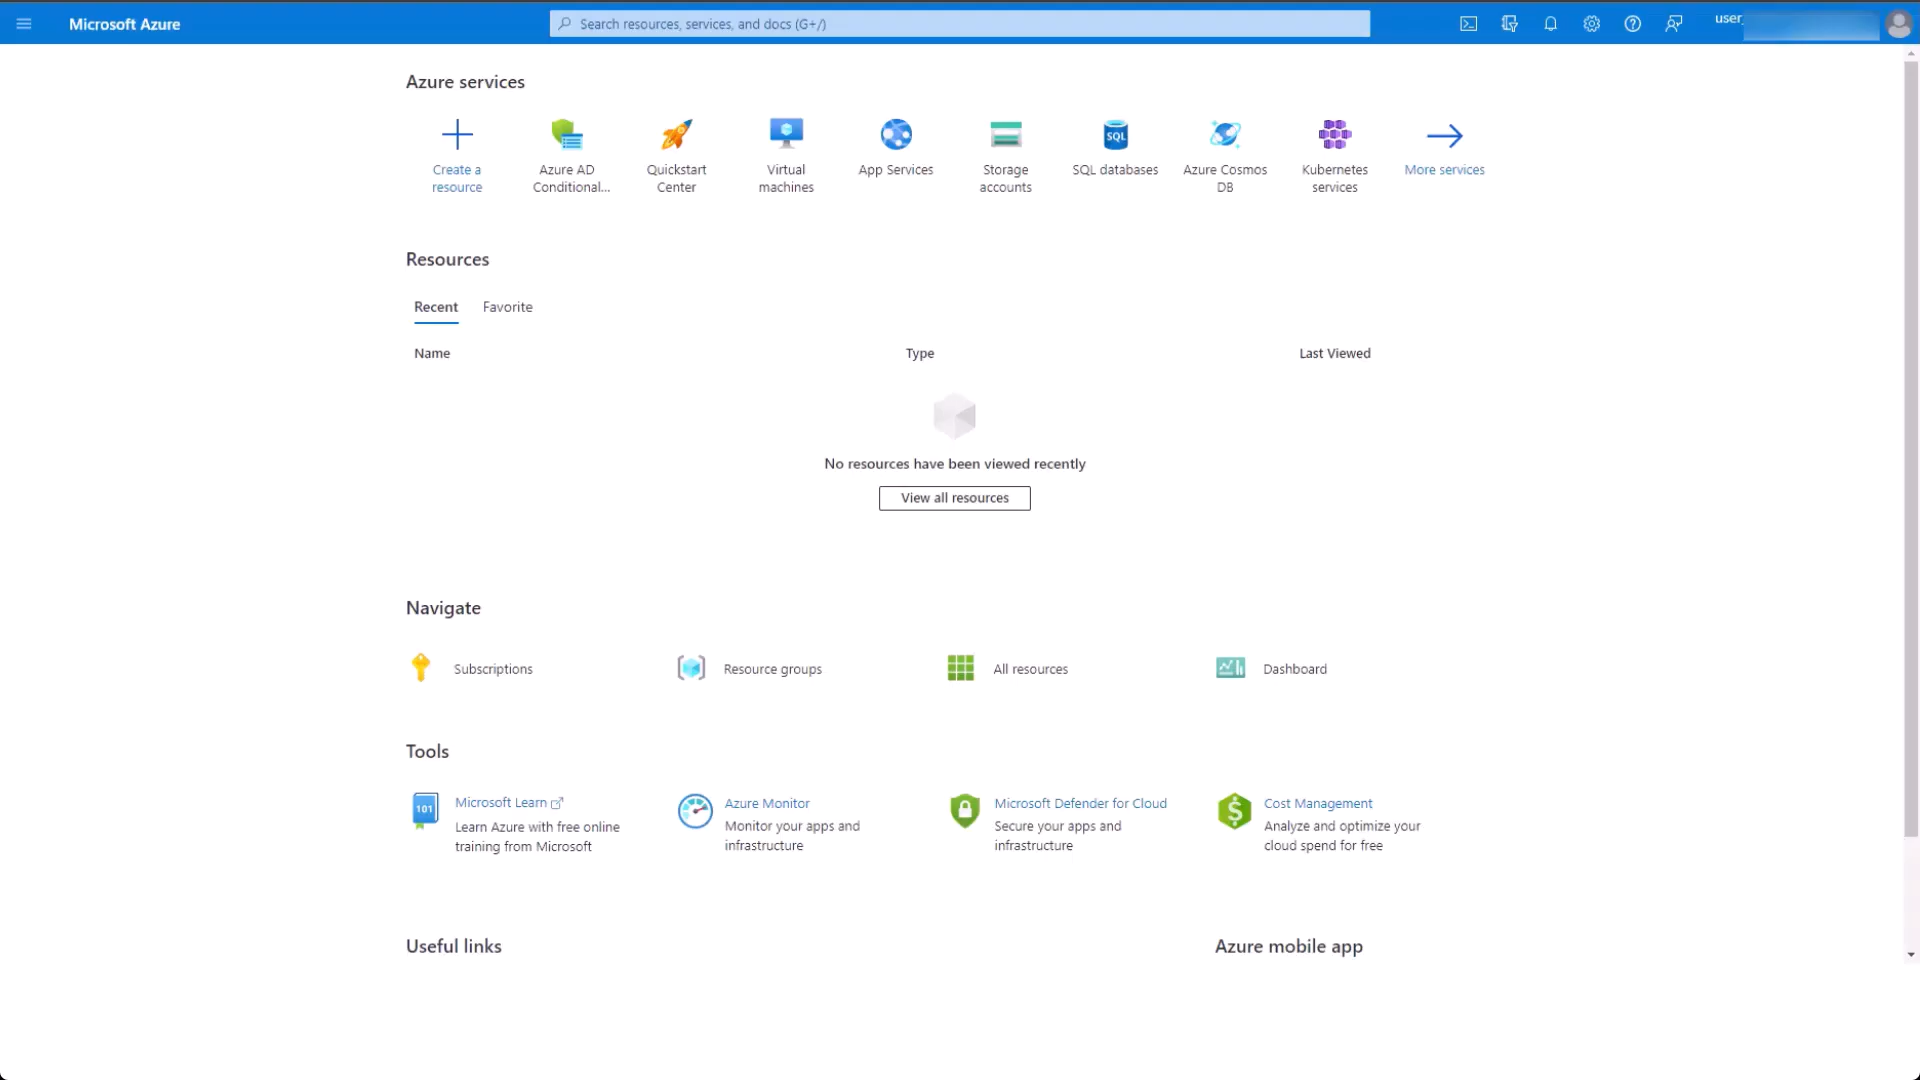 Microsoft Azure
Search resources, services, and docs (G+/)
user_
Azure services
Create a
resource
Azure AD
Conditional...
Quickstart
Center
Virtual
machines
App Services
Storage
accounts
SQL
SQL databases
Azure Cosmos
DB
Kubernetes
services
More services
Resources
Recent
Favorite
Name
Type
Last Viewed
No resources have been viewed recently
View all resources
Navigate
Subscriptions
Resource groups
All resources
Dashboard
Tools
101
Microsoft Learn
Learn Azure with free online
training from Microsoft
Azure Monitor
Monitor your apps and
infrastructure
Microsoft Defender for Cloud
Secure your apps and
infrastructure
Cost Management
Analyze and optimize your
cloud spend for free
Useful links
Azure mobile app